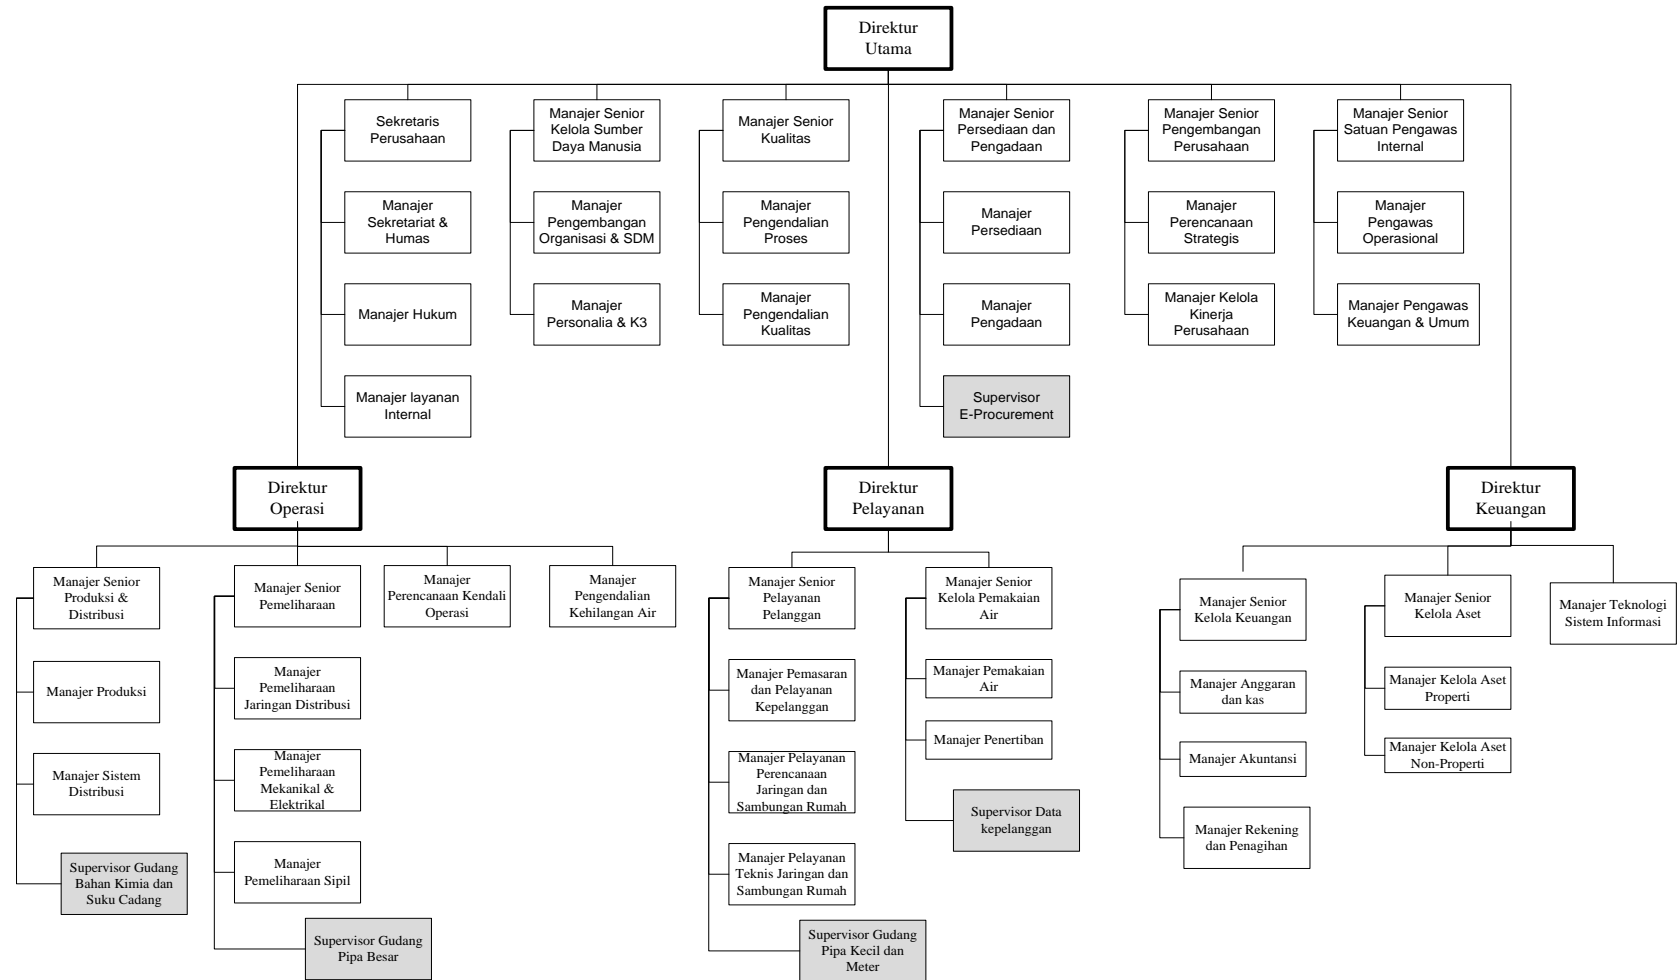 Direktur
Utama
Sekretaris
Perusahaan
Manajer Senior
Kelola Sumber
Daya Manusia
Manajer Senior
Kualitas
Manajer Senior
Persediaan dan
Pengadaan
Manajer Senior
Pengembangan
Perusahaan
Manajer Senior
Satuan Pengawas
Internal
Manajer
Sekretariat &
Humas
Manajer
Pengembangan
Organisasi & SDM
Manajer
Pengendalian
Proses
Manajer
Persediaan
Manajer
Perencanaan
Strategis
Manajer
Pengawas
Operasional
Manajer Hukum
Manajer
Personalia & K3
Manajer
Pengendalian
Kualitas
Manajer
Pengadaan
Manajer Kelola
Kinerja
Perusahaan
Manajer Pengawas
Keuangan & Umum
Manajer layanan
Internal
Supervisor
E-Procurement
Direktur
Operasi
Direktur
Pelayanan
Direktur
Keuangan
Manajer Senior
Produksi &
Distribusi
Manajer Senior
Pemeliharaan
Manajer
Perencanaan Kendali
Operasi
Manajer
Pengendalian
Kehilangan Air
Manajer Senior
Pelayanan
Pelanggan
Manajer Senior
Kelola Pemakaian
Air
Manajer Senior
Kelola Keuangan
Manajer Senior
Kelola Aset
Manajer Teknologi
Sistem Informasi
Manajer Produksi
Manajer
Pemeliharaan
Jaringan Distribusi
Manajer Pemasaran
dan Pelayanan
Kepelanggan
Manajer Pemakaian
Air
Manajer Anggaran
dan kas
Manajer Kelola Aset
Properti
Manajer Sistem
Distribusi
Manajer
Pemeliharaan
Mekanikal &
Elektrikal
Manajer Pelayanan
Perencanaan
Jaringan dan
Sambungan Rumah
Manajer Penertiban
Manajer Akuntansi
Manajer Kelola Aset
Non-Properti
Supervisor Gudang
Bahan Kimia dan
Suku Cadang
Manajer
Pemeliharaan Sipil
Manajer Pelayanan
Teknis Jaringan dan
Sambungan Rumah
Supervisor Data
kepelanggan
Manajer Rekening
dan Penagihan
Supervisor Gudang
Pipa Besar
Supervisor Gudang
Pipa Kecil dan
Meter